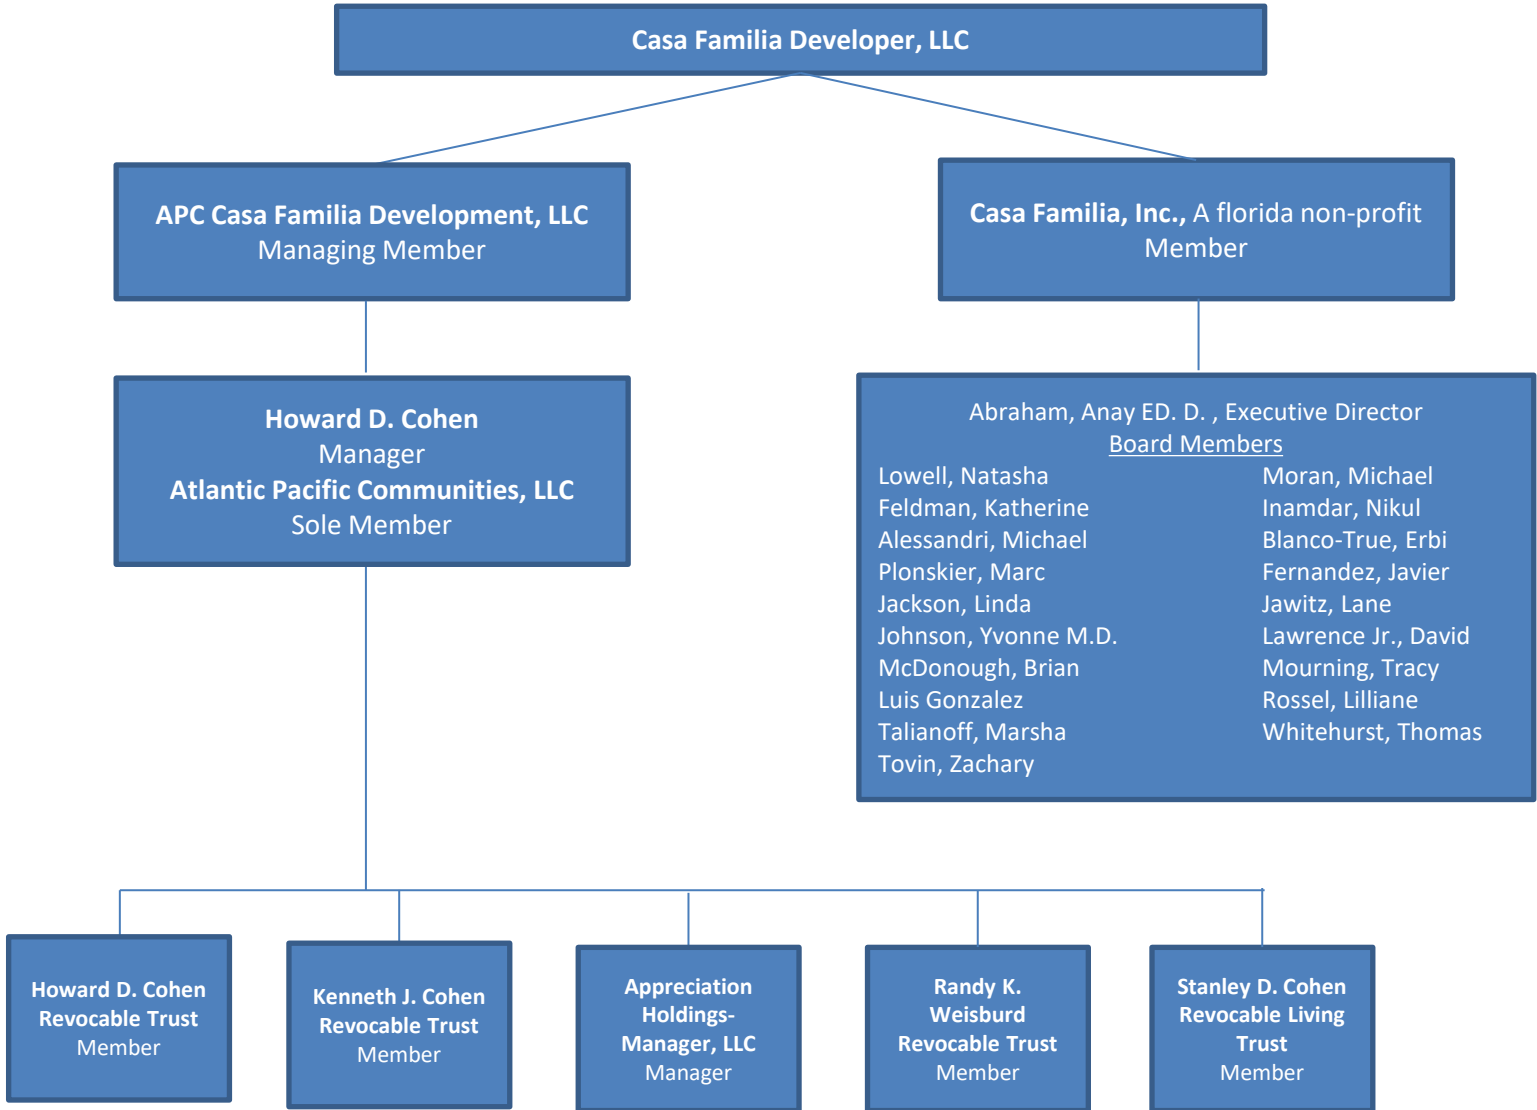 Casa Familia Developer, LLC
APC Casa Familia Development, LLC
Managing Member
Casa Familia, Inc., A florida non-profit
Member
Howard D. Cohen
Manager
Atlantic Pacific Communities, LLC
Sole Member
Abraham, Anay ED. D. , Executive Director
Board Members
Lowell, Natasha
Feldman, Katherine
Alessandri, Michael
Plonskier, Marc
Jackson, Linda
Johnson, Yvonne M.D.
McDonough, Brian
Luis Gonzalez
Talianoff, Marsha
Tovin, Zachary
Moran, Michael
Inamdar, Nikul
Blanco-True, Erbi
Fernandez, Javier
Jawitz, Lane
Lawrence Jr., David
Mourning, Tracy
Rossel, Lilliane
Whitehurst, Thomas
Howard D. Cohen
Revocable Trust
Member
Kenneth J. Cohen
Revocable Trust
Member
Appreciation
Holdings-
Manager, LLC
Manager
Randy K.
Weisburd
Revocable Trust
Member
Stanley D. Cohen
Revocable Living
Trust
Member